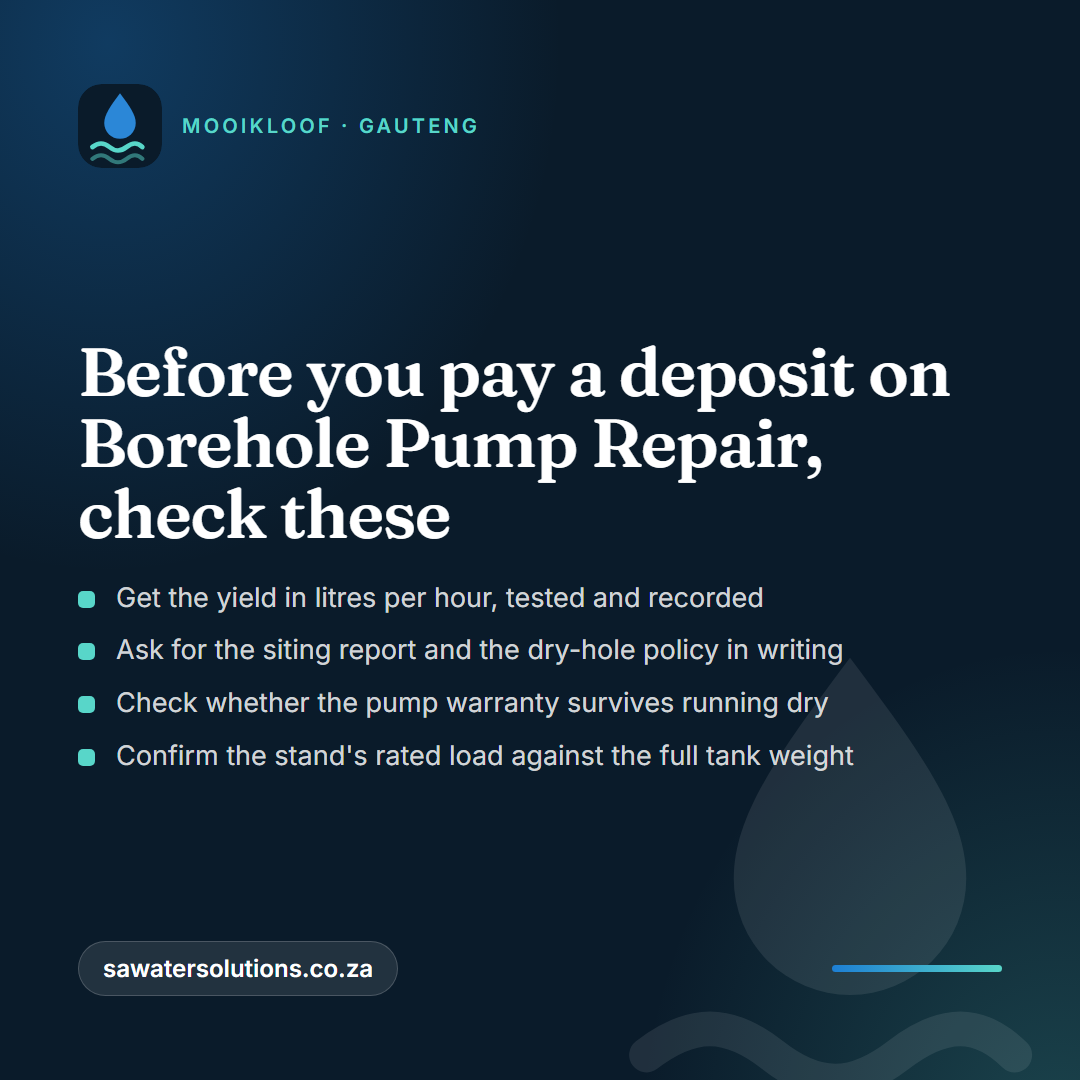 MOOIKLOOF · GAUTENG
Before you pay a deposit on
Borehole Pump Repair,
check these
Get the yield in litres per hour, tested and recorded
Ask for the siting report and the dry-hole policy in writing
Check whether the pump warranty survives running dry
Confirm the stand's rated load against the full tank weight
sawatersolutions.co.za